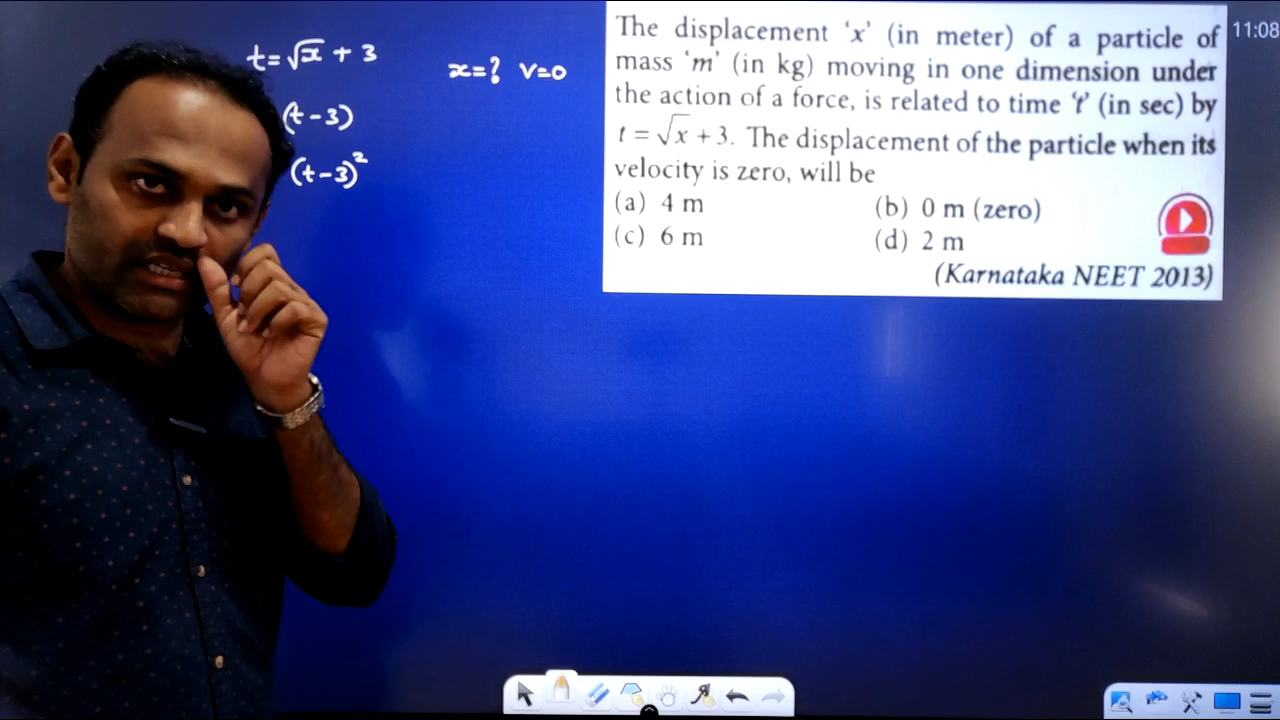 t=√x + 3
x=? v=0
(t-3)
(t-3)²
The displacement ‘x’ (in meter) of a particle of
mass ‘m’ (in kg) moving in one dimension under
the action of a force, is related to time ‘t’ (in sec) by
t = √x + 3. The displacement of the particle when its
velocity is zero, will be
(a) 4 m
(b) 0 m (zero)
(c) 6 m
(d) 2 m
(Karnataka NEET 2013)
11:08